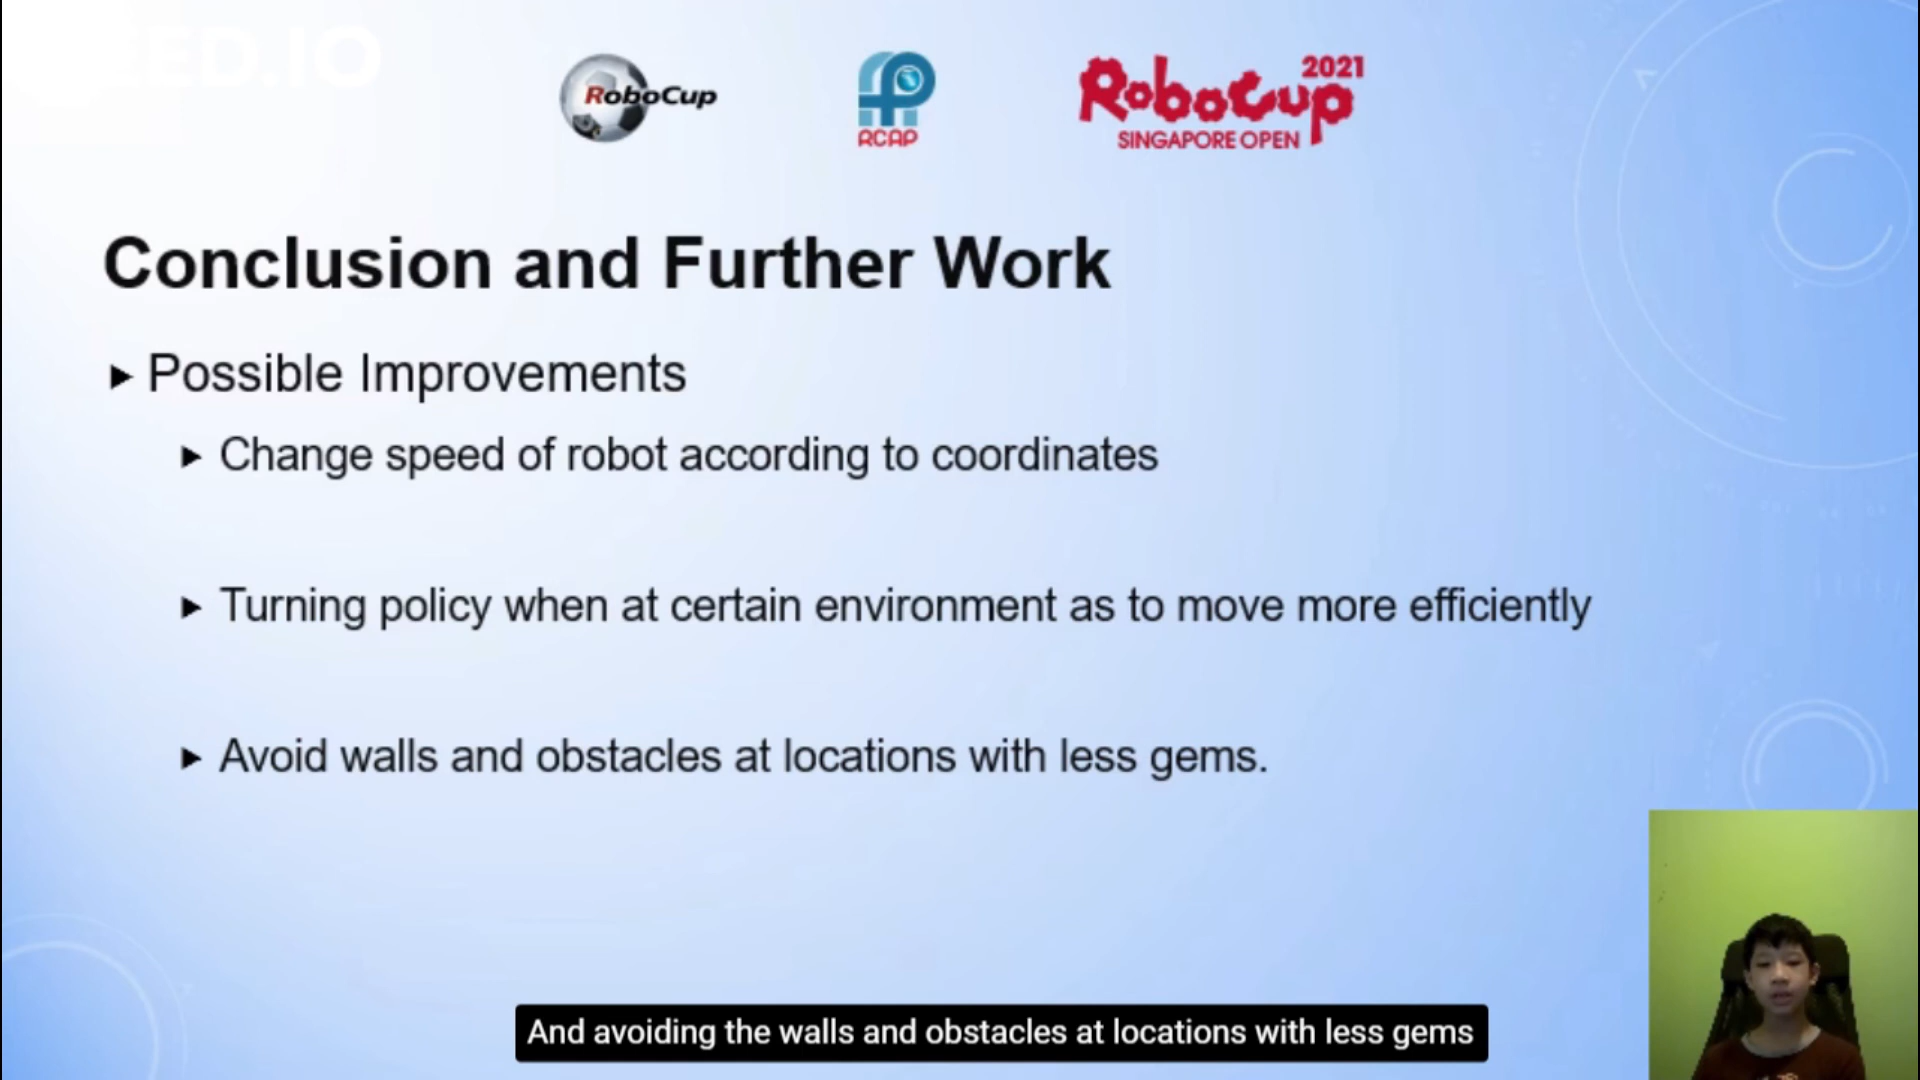 EED.IO
RoboCup
RCAP
2021
RoboCup
SINGAPORE OPEN
Conclusion and Further Work
Possible Improvements
Change speed of robot according to coordinates
Turning policy when at certain environment as to move more efficiently
Avoid walls and obstacles at locations with less gems.
And avoiding the walls and obstacles at locations with less gems